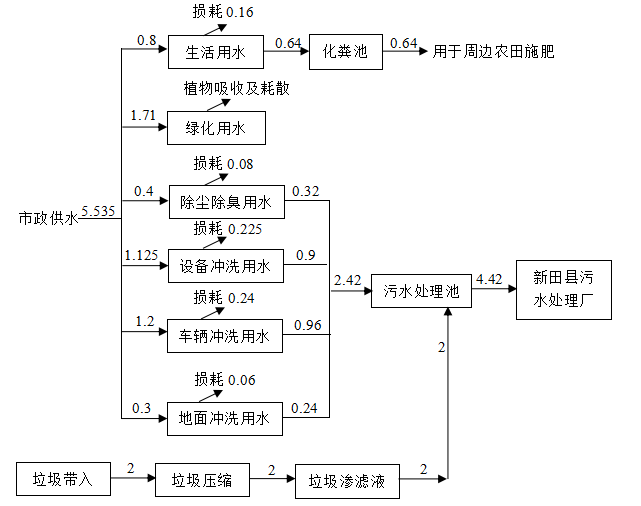 损耗 0.16
0.8
生活用水
0.64
化粪池
0.64
用于周边农田施肥
植物吸收及耗散
1.71
绿化用水
损耗 0.08
0.4
除尘除臭用水
0.32
市政供水
5.535
损耗 0.225
1.125
设备冲洗用水
0.9
2.42
污水处理池
4.42
新田县污
水处理厂
损耗 0.24
1.2
车辆冲洗用水
0.96
2
损耗 0.06
0.3
地面冲洗用水
0.24
垃圾带入
2
垃圾压缩
2
垃圾渗滤液
2